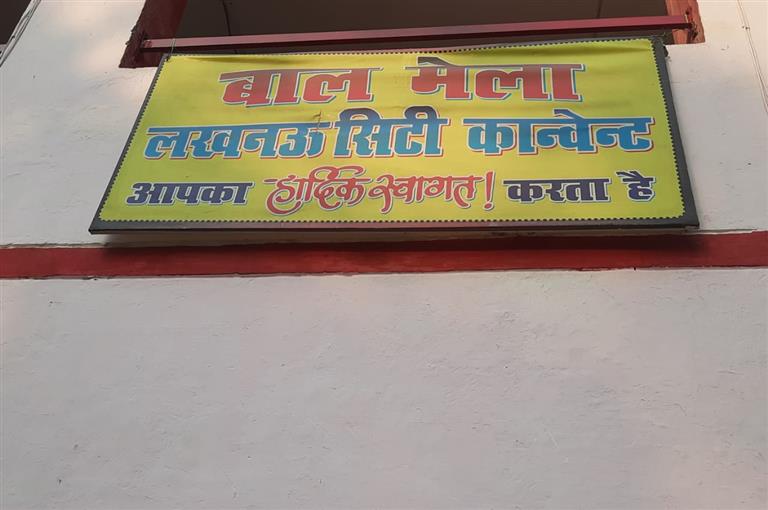 बाल मेला
लखनऊ सिटी कान्वेन्ट
आपका हार्दिक स्वागत! करता है